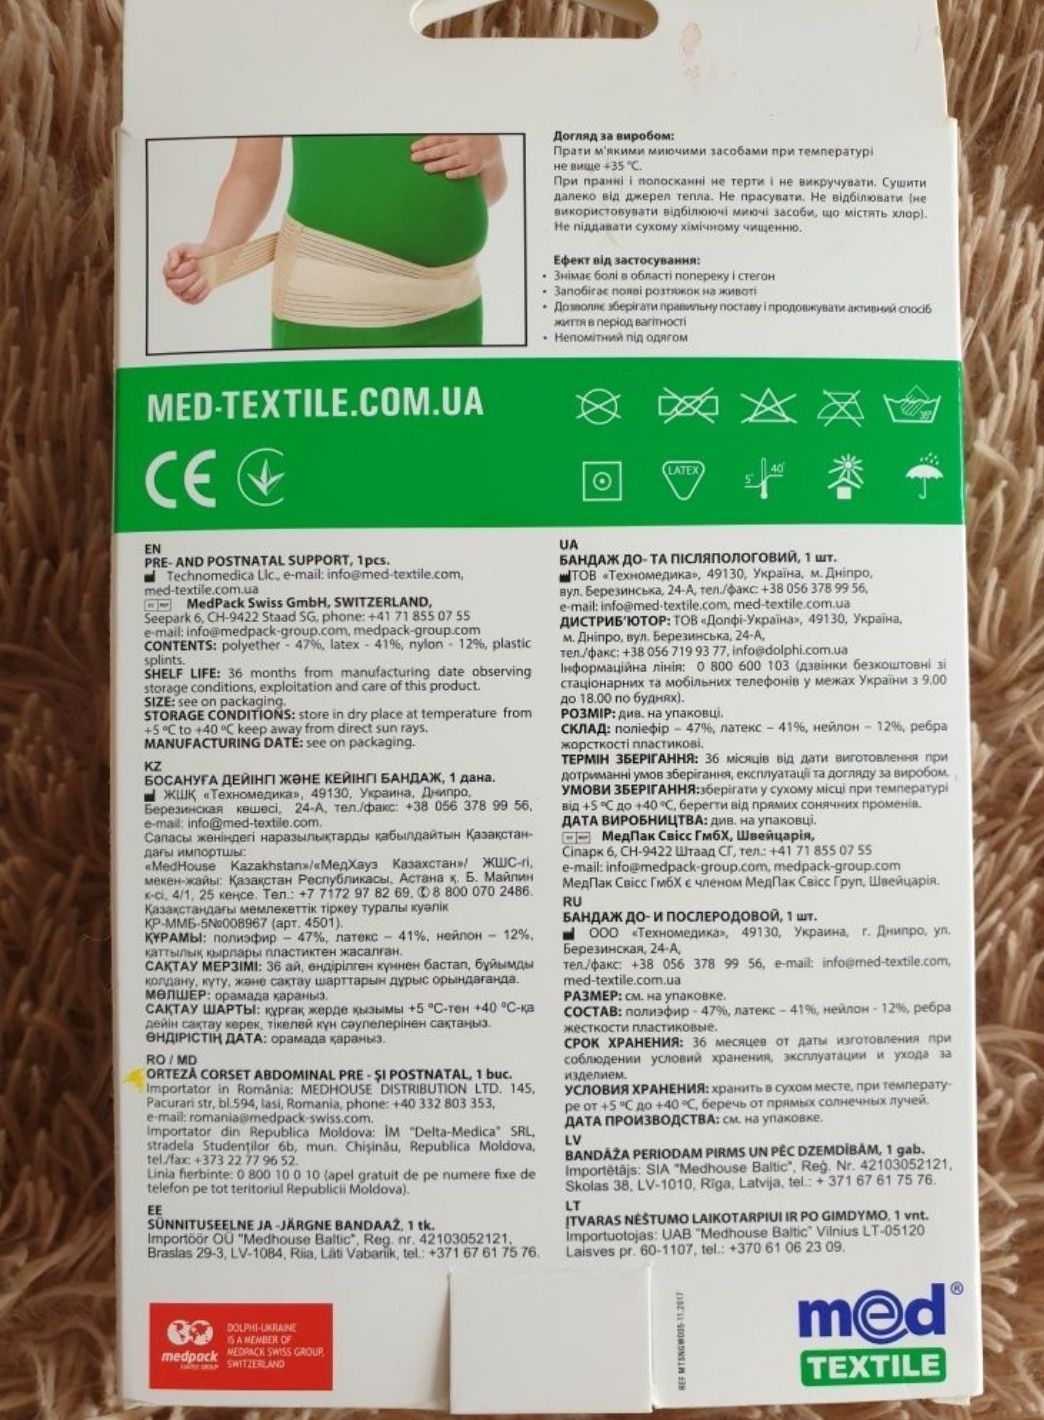 Догляд за виробом:
Прати м'якими миючими засобами при температурі
не вище +35 °C.
При пранні і полосканні не терти і не викручувати. Сушити
далеко від джерел тепла. Не прасувати. Не відбілювати (не
використовувати відбілюючі миючі засоби, що містять хлор).
Не піддавати сухому хімічному чищенню.
Ефект від застосування:
• Знімає болі в області попереку і стегон
• Запобігає появі розтяжок на животі
• Дозволяє зберігати правильну поставу і продовжувати активний спосіб
життя в період вагітності
• Непомітний під одягом
MED-TEXTILE.COM.UA
35°
CE
LATEX
5° 40°
EN
PRE- AND POSTNATAL SUPPORT, 1pcs.
Technomedica Llc., e-mail: info@med-textile.com,
med-textile.com.ua
EC REP MedPack Swiss GmbH, SWITZERLAND,
Seepark 6, CH-9422 Staad SG, phone: +41 71 855 07 55
e-mail: info@medpack-group.com, medpack-group.com
CONTENTS: polyether - 47%, latex - 41%, nylon - 12%, plastic
splints.
SHELF LIFE: 36 months from manufacturing date observing
storage conditions, exploitation and care of this product.
SIZE: see on packaging.
STORAGE CONDITIONS: store in dry place at temperature from
+5 ºC to +40 ºC keep away from direct sun rays.
MANUFACTURING DATE: see on packaging.
KZ
БОСАНУҒА ДЕЙІНГІ ЖӘНЕ КЕЙІНГІ БАНДАЖ, 1 дана.
ЖШҚ «Техномедика», 49130, Украина, Днипро,
Березинская көшесі, 24-А, тел./факс: +38 056 378 99 56,
e-mail: info@med-textile.com.
Сапасы жөніндегі наразылықтарды қабылдайтын Қазақстан-
дағы импортшы:
«MedHouse Kazakhstan»/«МедХауз Казахстан»/ ЖШС-гі,
мекен-жайы: Қазақстан Республикасы, Астана қ. Б. Майлин
к-сі, 4/1, 25 кеңсе. Тел.: +7 7172 97 82 69, ✆ 8 800 070 2486.
Қазақстандағы мемлекеттік тіркеу туралы куәлік
ҚР-ММБ-5№008967 (арт. 4501).
ҚҰРАМЫ: полиэфир – 47%, латекс – 41%, нейлон – 12%,
қаттылық қырлары пластиктен жасалған.
САҚТАУ МЕРЗІМІ: 36 ай, өндірілген күннен бастап, бұйымды
қолдану, күту, және сақтау шарттарын дұрыс орындағанда.
МӨЛШЕР: орамада қараңыз.
САҚТАУ ШАРТЫ: құрғақ жерде қызымы +5 ºC-тен +40 ºC-қа
дейін сақтау керек, тікелей күн сәулелерінен сақтаңыз.
ӨНДІРІСТІҢ ДАТА: орамада қараңыз.
RO / MD
ORTEZĂ CORSET ABDOMINAL PRE - ȘI POSTNATAL, 1 buc.
Importator in România: MEDHOUSE DISTRIBUTION LTD. 145,
Pacurari str, bl.594, Iasi, Romania, phone: +40 332 803 353,
e-mail: romania@medpack-swiss.com.
Importator din Republica Moldova: ÎM "Delta-Medica" SRL,
stradela Studenților 6b, mun. Chișinău, Republica Moldova,
tel./fax: +373 22 77 96 52.
Linia fierbinte: 0 800 10 0 10 (apel gratuit de pe numere fixe de
telefon pe tot teritoriul Republicii Moldova).
EE
SÜNNITUSEELNE JA -JÄRGNE BANDAAŽ, 1 tk.
Importöör OÜ "Medhouse Baltic", Reg. nr. 42103052121,
Braslas 29-3, LV-1084, Riia, Läti Vabariik, tel.: +371 67 61 75 76.
UA
БАНДАЖ ДО- ТА ПІСЛЯПОЛОГОВИЙ, 1 шт.
ТОВ «Техномедика», 49130, Україна, м. Дніпро,
вул. Березинська, 24-А, тел./факс: +38 056 378 99 56,
e-mail: info@med-textile.com, med-textile.com.ua
ДИСТРИБ'ЮТОР: ТОВ «Долфі-Україна», 49130, Україна,
м. Дніпро, вул. Березинська, 24-А,
тел./факс: +38 056 719 93 77, info@dolphi.com.ua
Інформаційна лінія: 0 800 600 103 (дзвінки безкоштовні зі
стаціонарних та мобільних телефонів у межах України з 9.00
до 18.00 по буднях).
РОЗМІР: див. на упаковці.
СКЛАД: поліефір – 47%, латекс – 41%, нейлон – 12%, ребра
жорсткості пластикові.
ТЕРМІН ЗБЕРІГАННЯ: 36 місяців від дати виготовлення при
дотриманні умов зберігання, експлуатації та догляду за виробом.
УМОВИ ЗБЕРІГАННЯ:зберігати у сухому місці при температурі
від +5 ºC до +40 ºC, берегти від прямих сонячних променів.
ДАТА ВИРОБНИЦТВА: див. на упаковці.
EC REP МедПак Свісс ГмбХ, Швейцарія,
Сіпарк 6, CH-9422 Штаад СГ, тел.: +41 71 855 07 55
e-mail: info@medpack-group.com, medpack-group.com
МедПак Свісс ГмбХ є членом МедПак Свісс Груп, Швейцарія.
RU
БАНДАЖ ДО- И ПОСЛЕРОДОВОЙ, 1 шт.
ООО «Техномедика», 49130, Украина, г. Днипро, ул.
Березинская, 24-А,
тел./факс: +38 056 378 99 56, e-mail: info@med-textile.com,
med-textile.com.ua
РАЗМЕР: см. на упаковке.
СОСТАВ: полиэфир - 47%, латекс – 41%, нейлон - 12%, ребра
жесткости пластиковые.
СРОК ХРАНЕНИЯ: 36 месяцев от даты изготовления при
соблюдении условий хранения, эксплуатации и ухода за
изделием.
УСЛОВИЯ ХРАНЕНИЯ: хранить в сухом месте, при температу-
ре от +5 ºC до +40 ºC, беречь от прямых солнечных лучей.
ДАТА ПРОИЗВОДСТВА: см. на упаковке.
LV
BANDĀŽA PERIODAM PIRMS UN PĒC DZEMDĪBĀM, 1 gab.
Importētājs: SIA "Medhouse Baltic", Reģ. Nr. 42103052121,
Skolas 38, LV-1010, Rīga, Latvija, tel.: + 371 67 61 75 76.
LT
ĮTVARAS NĖŠTUMO LAIKOTARPIUI IR PO GIMDYMO, 1 vnt.
Importuotojas: UAB "Medhouse Baltic" Vilnius LT-05120
Laisves pr. 60-1107, tel.: +370 61 06 23 09.
medpack
SWISS GROUP
DOLPHI-UKRAINE
IS A MEMBER OF
MEDPACK SWISS GROUP,
SWITZERLAND
med®
TEXTILE